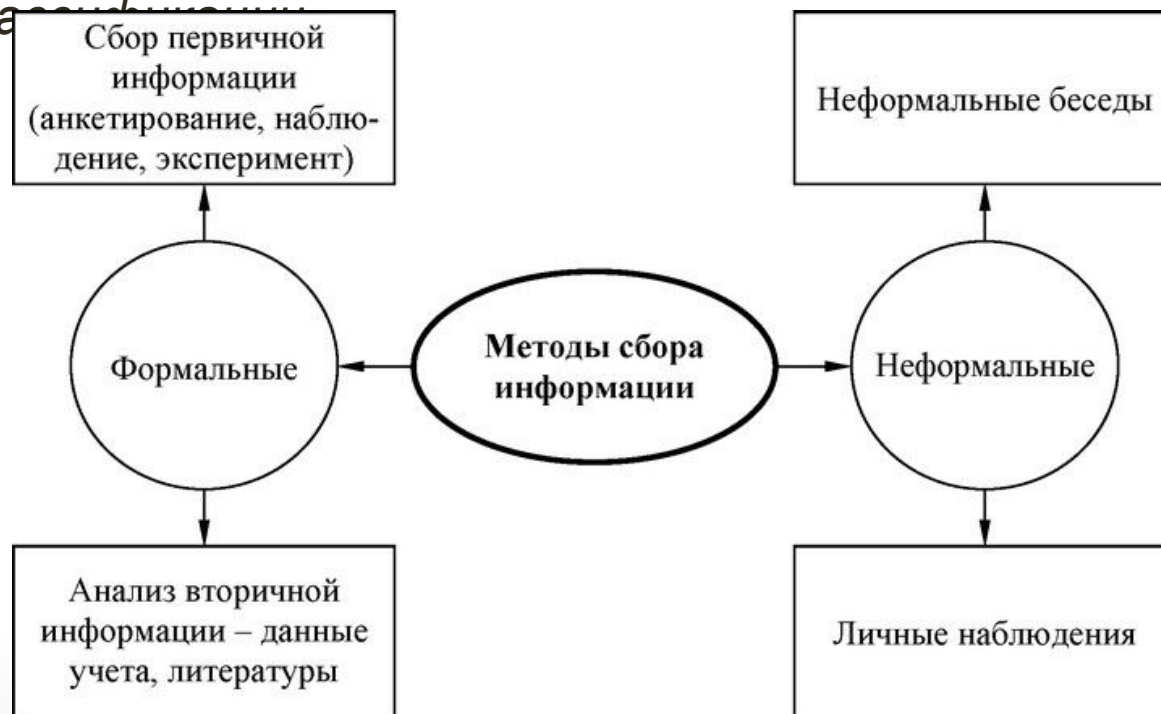 Сбор первичной
информации
(анкетирование, наблю-
дение, эксперимент)
Неформальные беседы
Формальные
Методы сбора
информации
Неформальные
Анализ вторичной
информации – данные
учета, литературы
Личные наблюдения